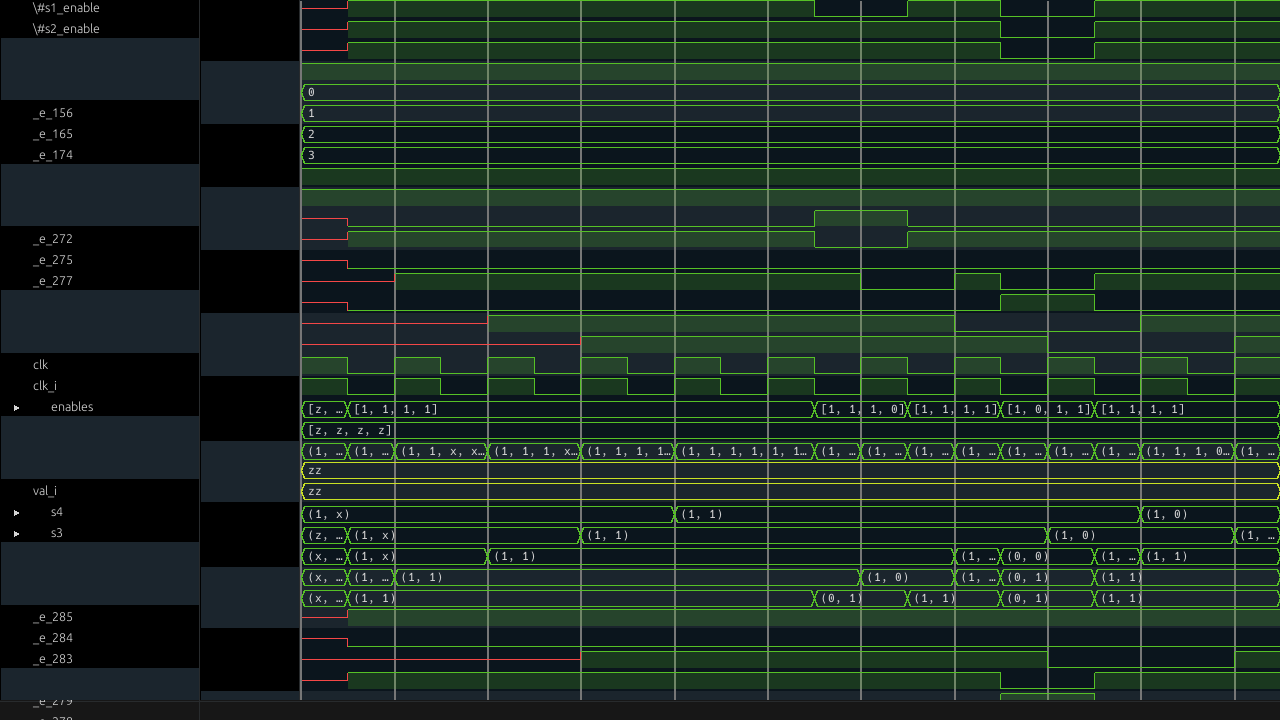 \#s1_enable
\#s2_enable
0
_e_156 1
_e_165 2
_e_174 3
_e_272
_e_275
_e_277
clk
clk_i
enables [z, … [1, 1, 1, 1] [1, 1, 1, 0] [1, 1, 1, 1] [1, 0, 1, 1] [1, 1, 1, 1]
[z, z, z, z]
(1, … (1, … (1, 1, x, x… (1, 1, 1, x… (1, 1, 1, 1… (1, 1, 1, 1, 1, 1… (1, … (1, … (1, … (1, … (1, … (1, … (1, … (1, 1, 1, 0… (1, …
zz
val_i zz
s4 (1, x) (1, 1) (1, 0)
s3 (z, … (1, x) (1, 1) (1, 0) (1, …
(x, … (1, x) (1, 1) (1, … (0, 0) (1, … (1, 1)
(x, … (1, … (1, 1) (1, 0) (1, … (0, 1) (1, 1)
(x, … (1, 1) (0, 1) (1, 1) (0, 1) (1, 1)
_e_285
_e_284
_e_283
_e_279